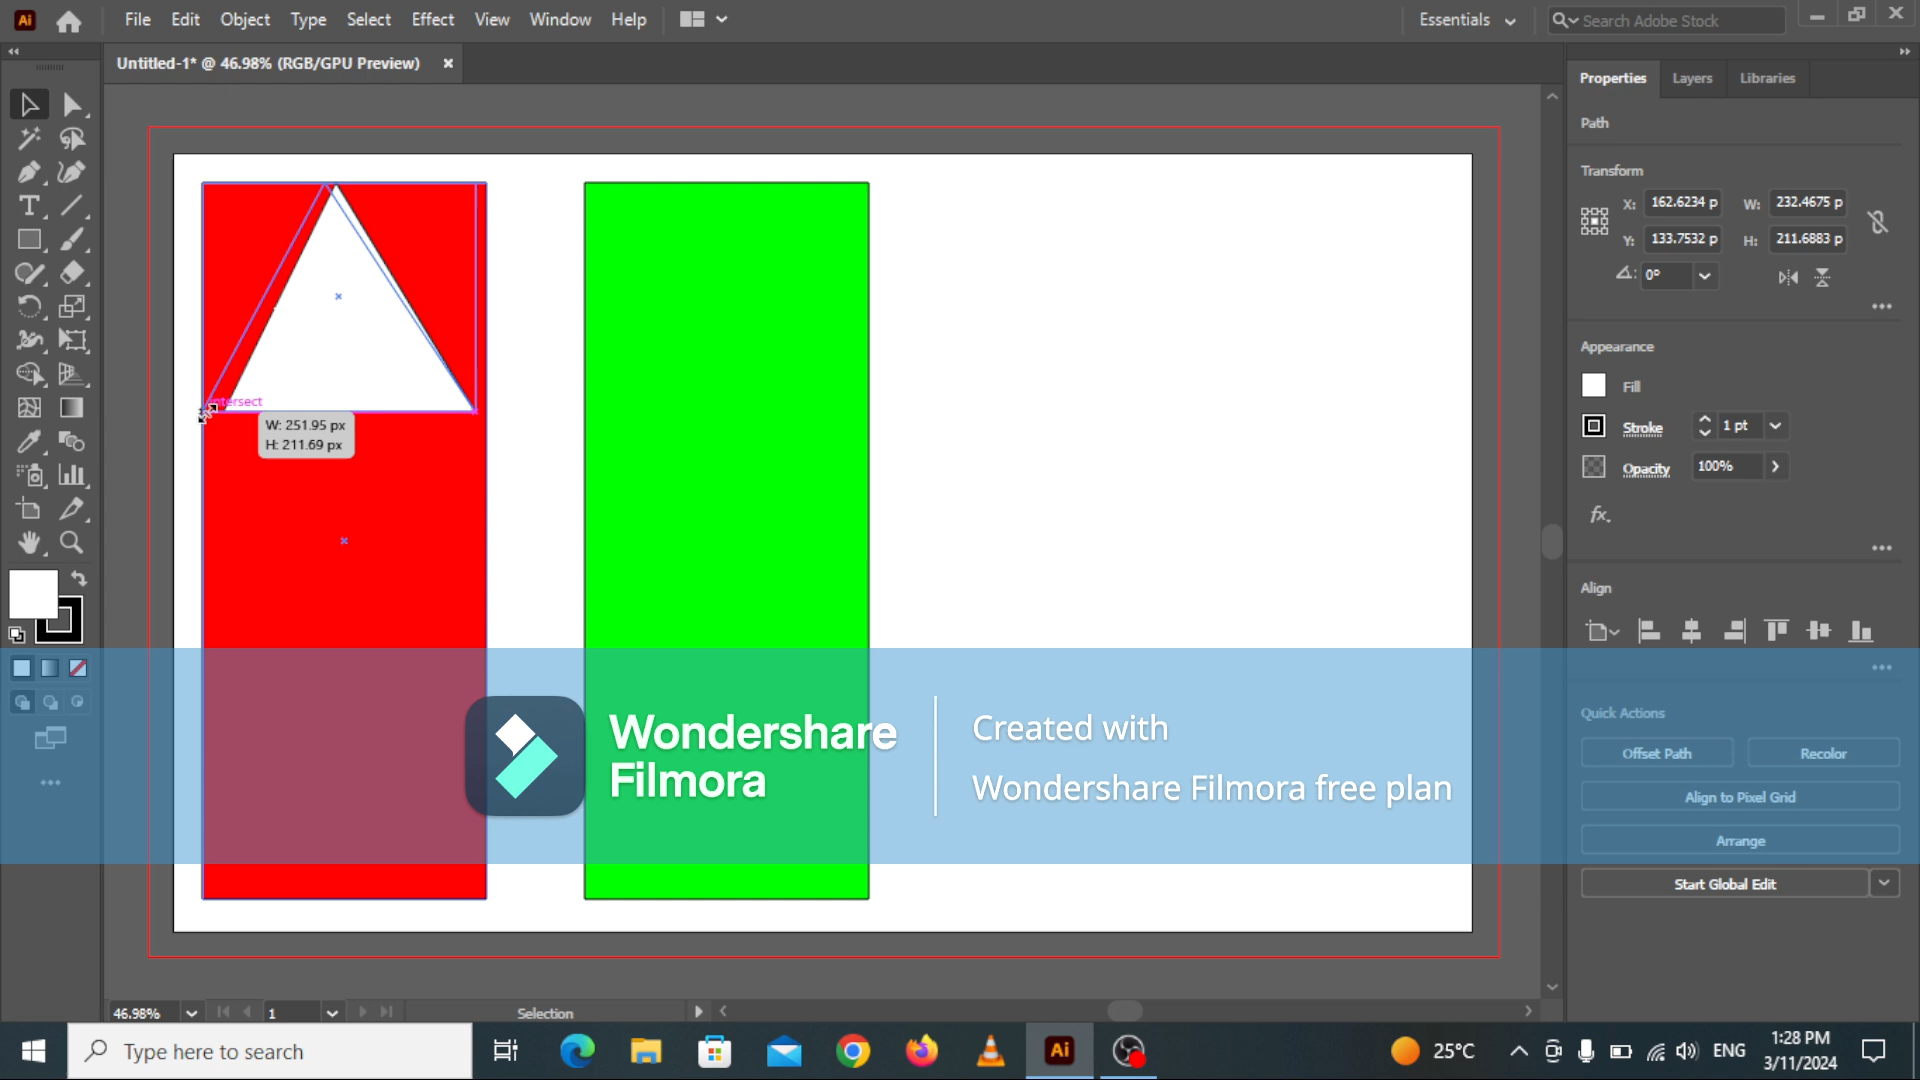 Ai File Edit Object Type Select Effect View Window Help Essentials Search Adobe Stock
Untitled-1* @ 46.98% (RGB/GPU Preview)
Properties Layers Libraries
Path
Transform
X: 162.6234 p W: 232.4675 p
Y: 133.7532 p H: 211.6883 p
0°
Appearance
Fill
Stroke 1 pt
Opacity 100%
fx.
Align
intersect
W: 251.95 px
H: 211.69 px
Wondershare
Filmora
Created with
Wondershare Filmora free plan
Quick Actions
Offset Path Recolor
Align to Pixel Grid
Arrange
Start Global Edit
46.98% 1 Selection
Type here to search
Ai
25°C
ENG
1:28 PM
3/11/2024